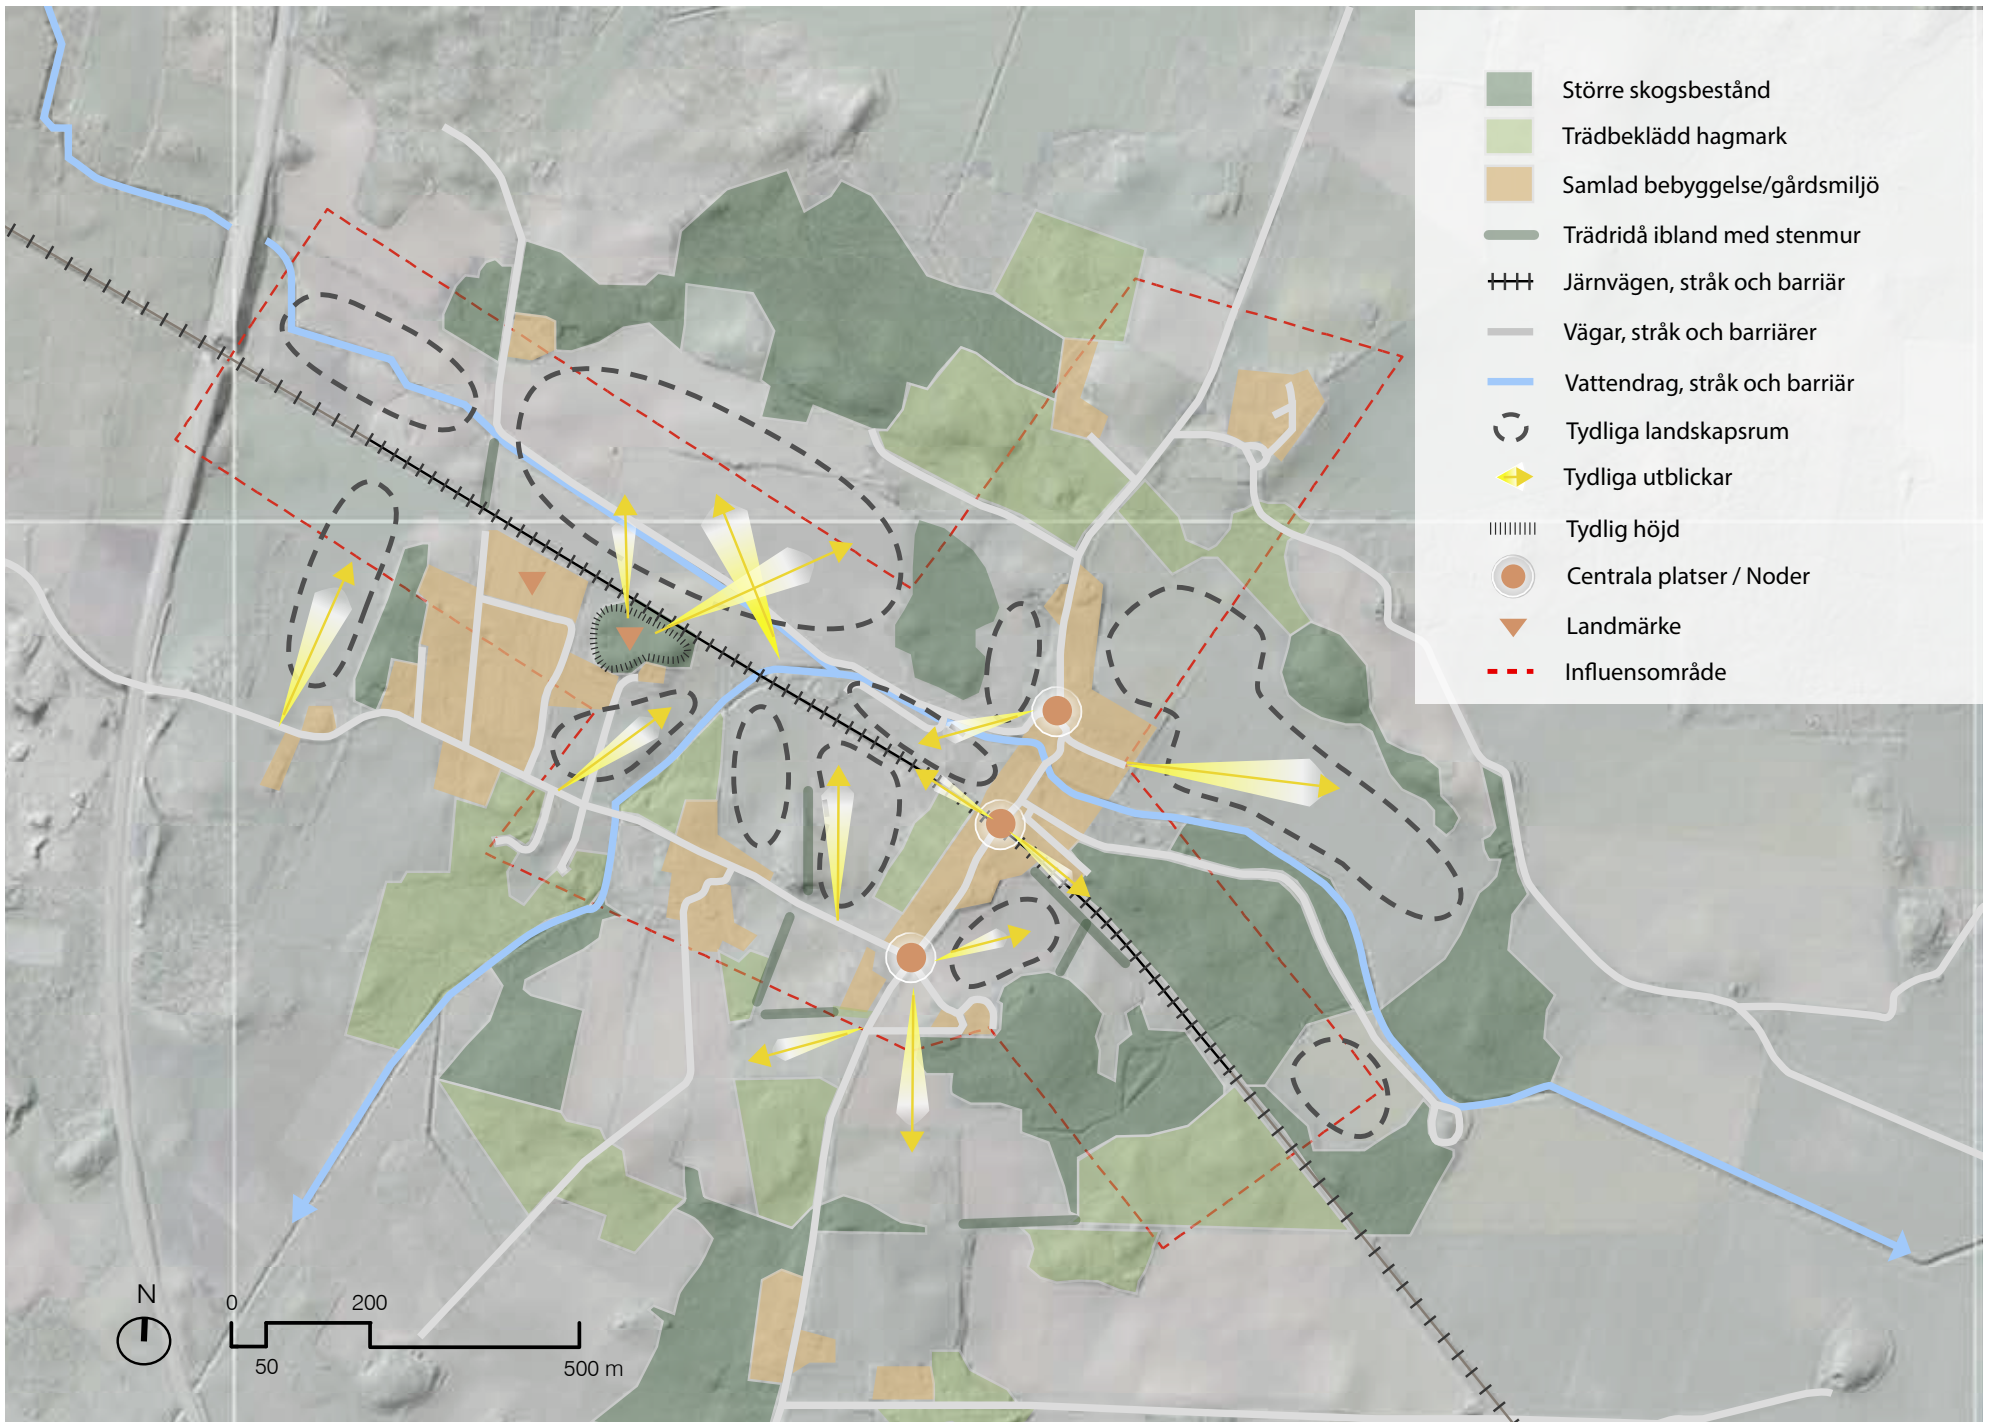 Större skogsbestånd
Trädbeklädd hagmark
Samlad bebyggelse/gårdsmiljö
Trädridå ibland med stenmur
Järnvägen, stråk och barriär
Vägar, stråk och barriärer
Vattendrag, stråk och barriär
Tydliga landskapsrum
Tydliga utblickar
Tydlig höjd
Centrala platser / Noder
Landmärke
Influensområde
N
0 200
50 500 m